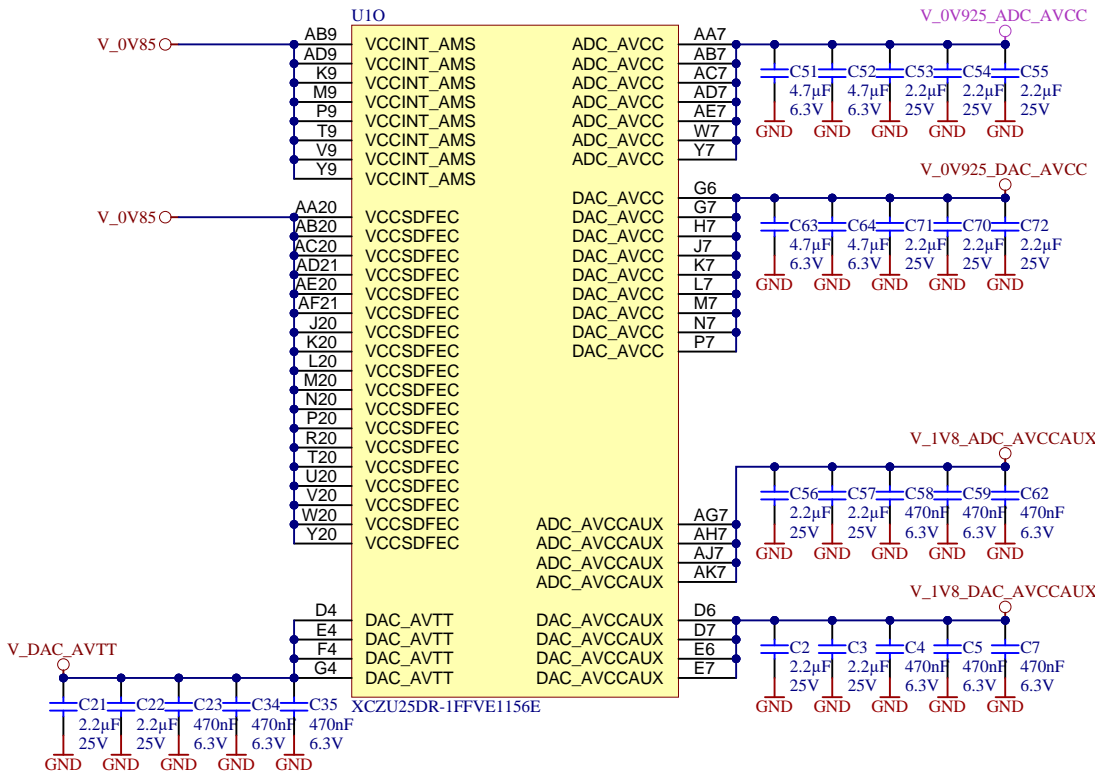 U1O
V_0V85
AB9 VCCINT_AMS
AD9 VCCINT_AMS
K9 VCCINT_AMS
M9 VCCINT_AMS
P9 VCCINT_AMS
T9 VCCINT_AMS
V9 VCCINT_AMS
Y9 VCCINT_AMS
V_0V85
AA20 VCCSDFEC
AB20 VCCSDFEC
AC20 VCCSDFEC
AD21 VCCSDFEC
AE20 VCCSDFEC
AF21 VCCSDFEC
J20 VCCSDFEC
K20 VCCSDFEC
L20 VCCSDFEC
M20 VCCSDFEC
N20 VCCSDFEC
P20 VCCSDFEC
R20 VCCSDFEC
T20 VCCSDFEC
U20 VCCSDFEC
V20 VCCSDFEC
W20 VCCSDFEC
Y20 VCCSDFEC
D4 DAC_AVTT
E4 DAC_AVTT
F4 DAC_AVTT
G4 DAC_AVTT
V_DAC_AVTT
C21 C22 C23 C34 C35
2.2µF 2.2µF 470nF 470nF 470nF
25V 25V 6.3V 6.3V 6.3V
GND GND GND GND GND
ADC_AVCC AA7
ADC_AVCC AB7
ADC_AVCC AC7
ADC_AVCC AD7
ADC_AVCC AE7
ADC_AVCC W7
ADC_AVCC Y7
V_0V925_ADC_AVCC
C51 C52 C53 C54 C55
4.7µF 4.7µF 2.2µF 2.2µF 2.2µF
6.3V 6.3V 25V 25V 25V
GND GND GND GND GND
DAC_AVCC G6
DAC_AVCC G7
DAC_AVCC H7
DAC_AVCC J7
DAC_AVCC K7
DAC_AVCC L7
DAC_AVCC M7
DAC_AVCC N7
DAC_AVCC P7
V_0V925_DAC_AVCC
C63 C64 C71 C70 C72
4.7µF 4.7µF 2.2µF 2.2µF 2.2µF
6.3V 6.3V 25V 25V 25V
GND GND GND GND GND
V_1V8_ADC_AVCCAUX
C56 C57 C58 C59 C62
2.2µF 2.2µF 470nF 470nF 470nF
25V 25V 6.3V 6.3V 6.3V
GND GND GND GND GND
ADC_AVCCAUX AG7
ADC_AVCCAUX AH7
ADC_AVCCAUX AJ7
ADC_AVCCAUX AK7
V_1V8_DAC_AVCCAUX
DAC_AVCCAUX D6
DAC_AVCCAUX D7
DAC_AVCCAUX E6
DAC_AVCCAUX E7
C2 C3 C4 C5 C7
2.2µF 2.2µF 470nF 470nF 470nF
25V 25V 6.3V 6.3V 6.3V
GND GND GND GND GND
XCZU25DR-1FFVE1156E